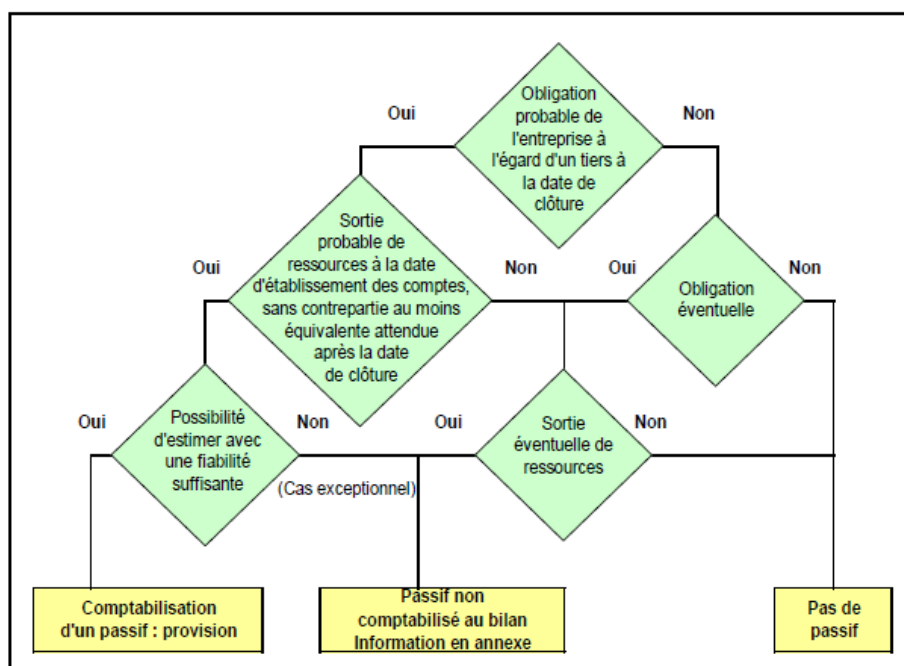 Obligation
probable de
l'entreprise à
l'égard d'un tiers à
la date de
clôture
Oui
Non
Sortie
probable de
ressources à la date
d'établissement des comptes,
sans contrepartie au moins
équivalente attendue
après la date
de clôture
Oui
Non
Obligation
éventuelle
Oui
Non
Possibilité
d'estimer avec
une fiabilité
suffisante
Oui
Non
(Cas exceptionnel)
Sortie
éventuelle de
ressources
Oui
Non
Comptabilisation
d'un passif : provision
Passif non
comptabilisé au bilan
Information en annexe
Pas de
passif